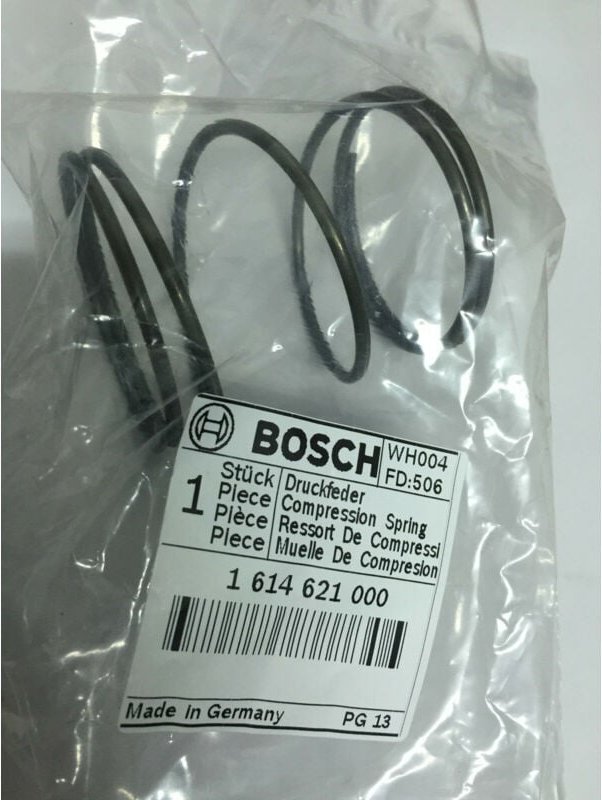 BOSCH
WH004
FD:506
1
Stück
Piece
Pièce
Piece
Druckfeder
Compression Spring
Ressort De Compressi
Muelle De Compresion
1 614 621 000
Made in Germany
PG 13